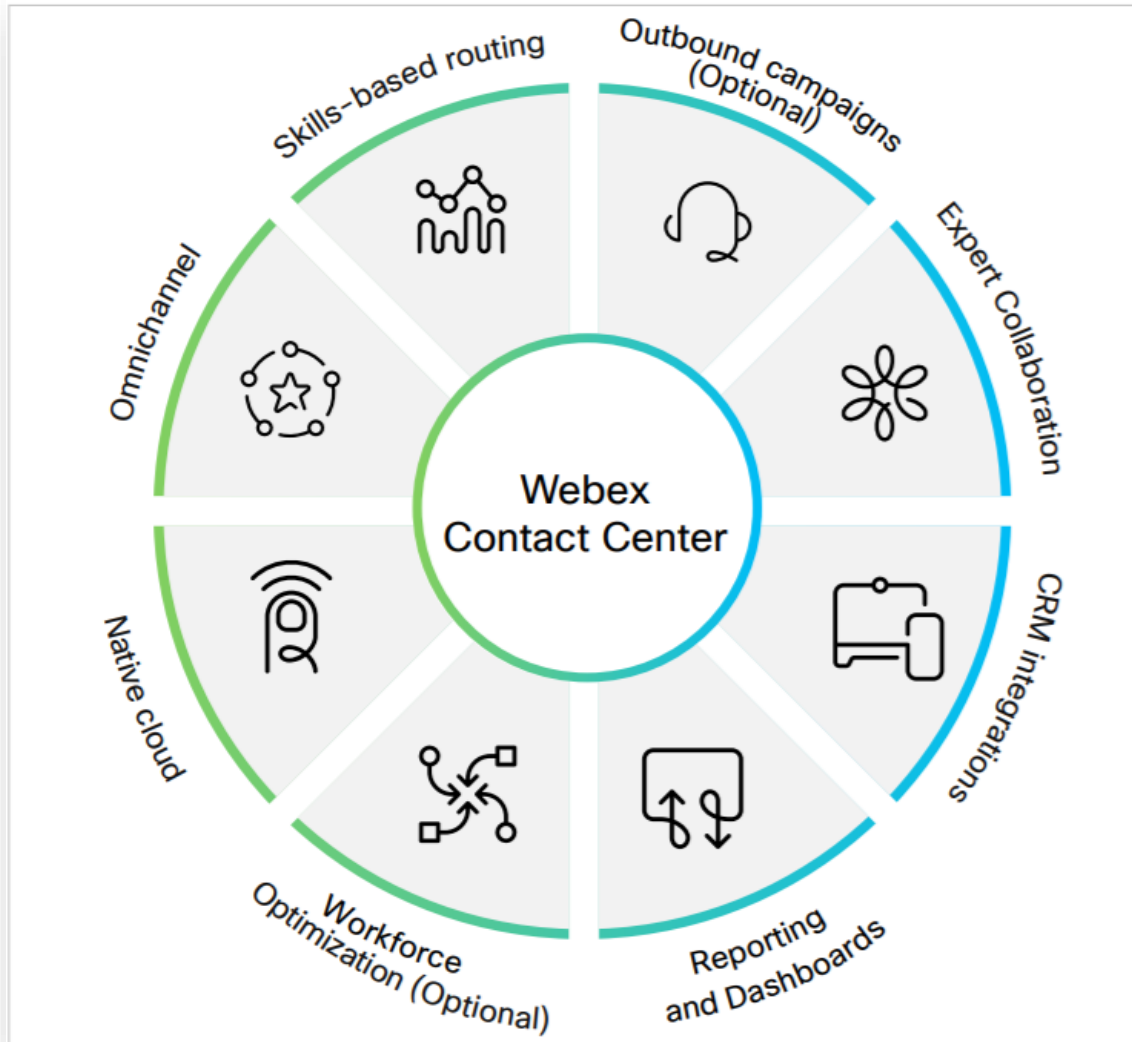 Skills-based routing
Outbound campaigns
(Optional)
Expert Collaboration
CRM integrations
Reporting
and Dashboards
Workforce
Optimization (Optional)
Native cloud
Omnichannel
Webex
Contact Center